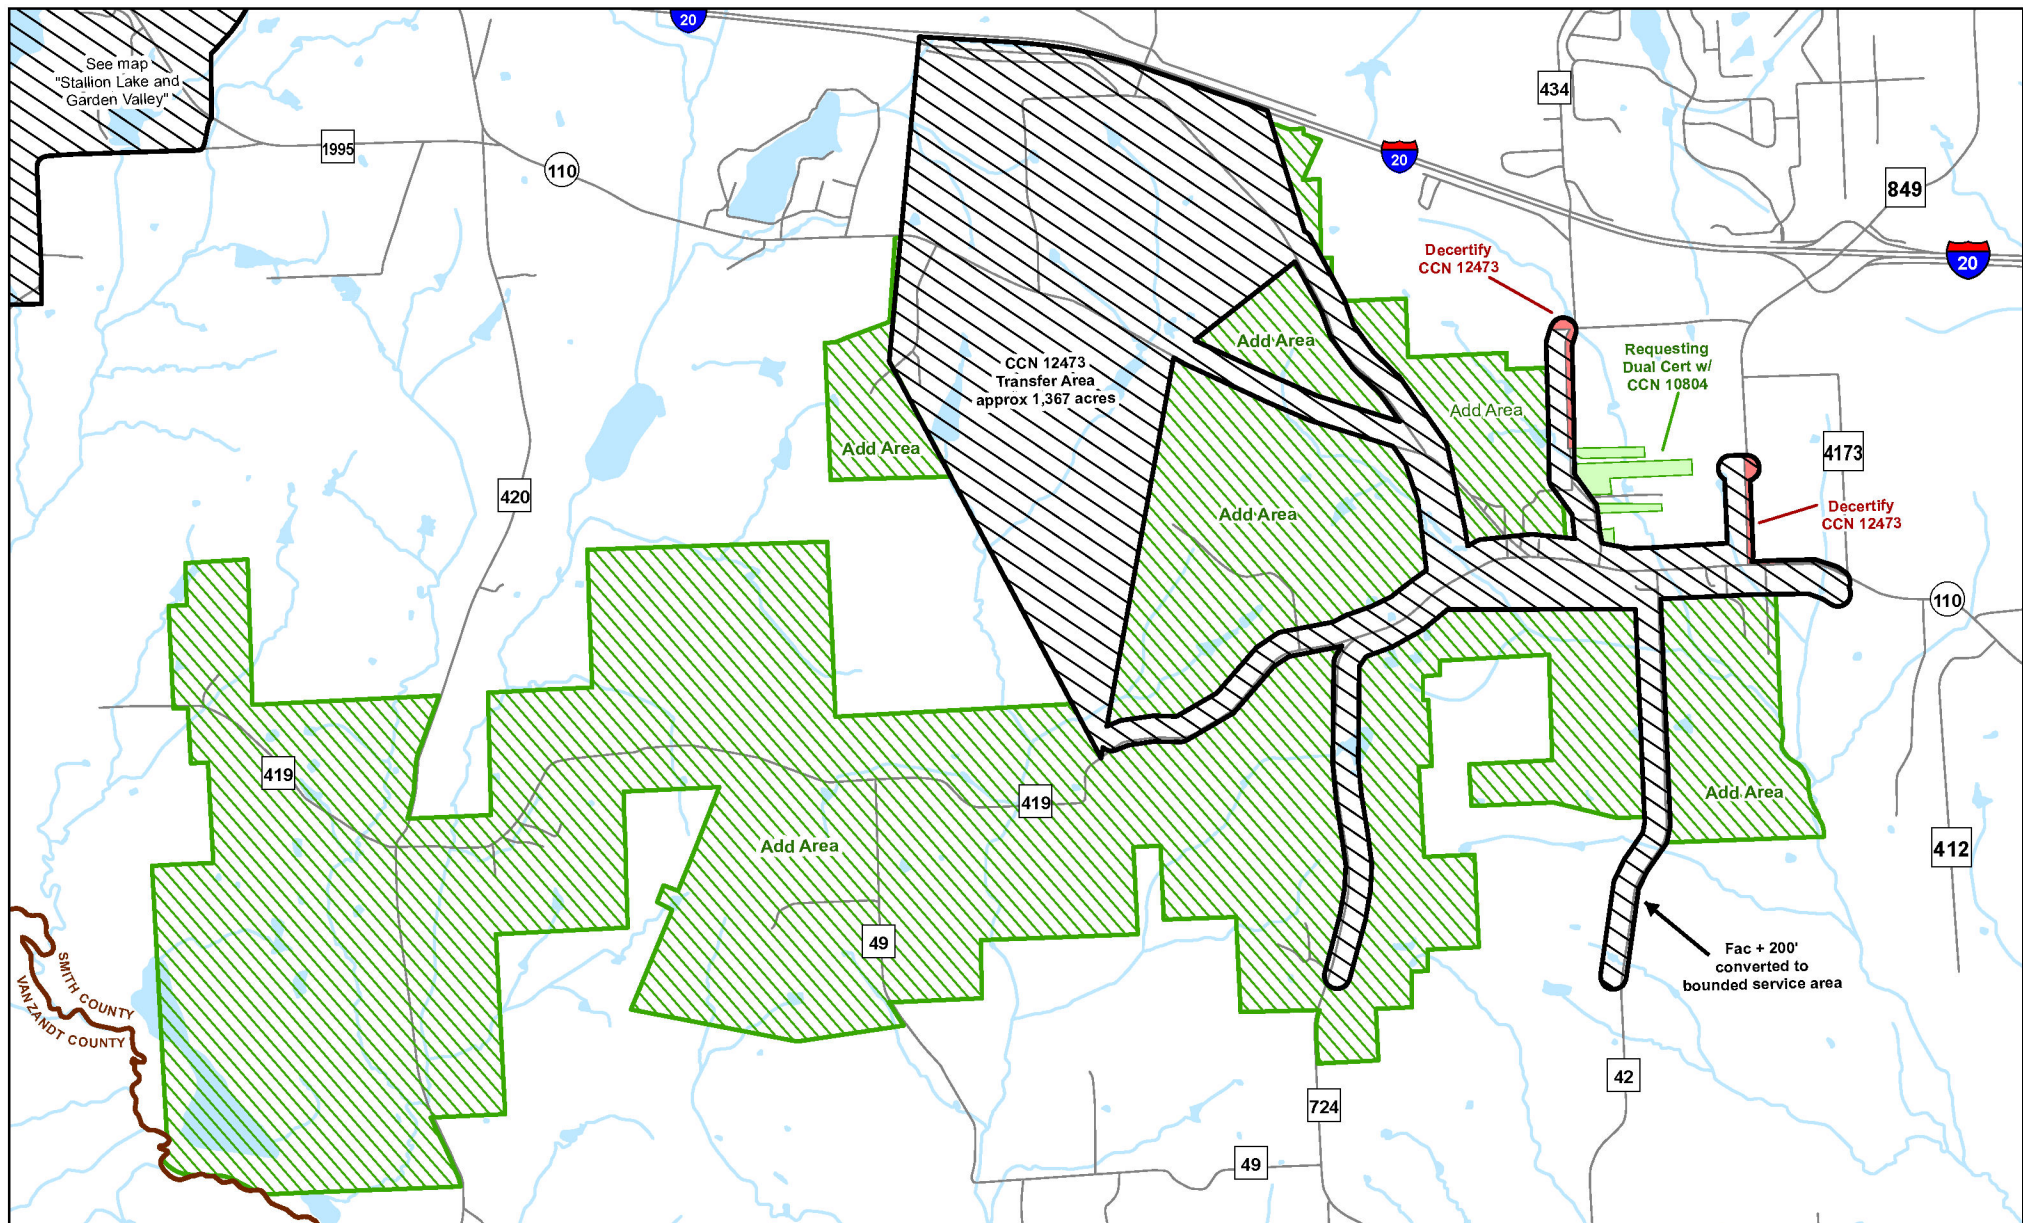 20
See map
"Stallion Lake and
Garden Valley"
1995
110
434
20
849
20
Decertify
CCN 12473
Add Area
Requesting
Dual Cert w/
CCN 10804
CCN 12473
Transfer Area
approx 1,367 acres
Add Area
Add Area
4173
420
Add Area
Decertify
CCN 12473
110
419
419
Add Area
Add Area
412
49
Fac + 200'
converted to
bounded service area
SMITH COUNTY
VAN ZANDT COUNTY
42
724
49